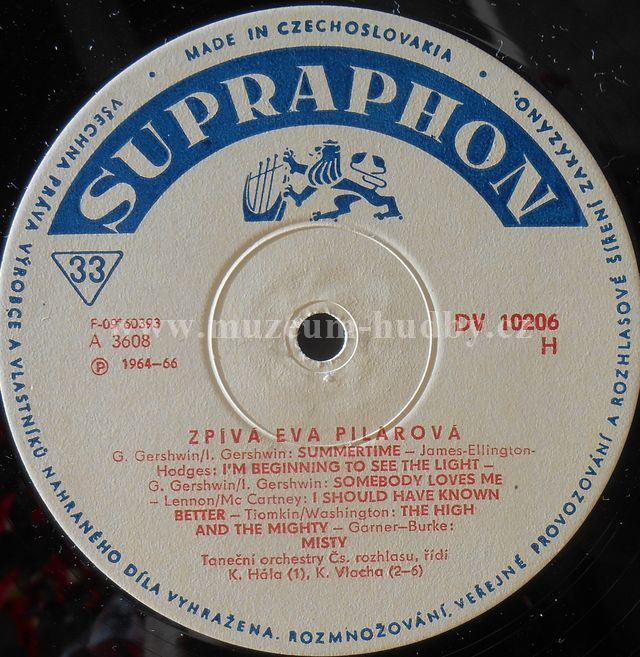 • MADE IN CZECHOSLOVAKIA •
SUPRAPHON
33
F-09160393
A 3608
Ⓟ 1964–66
DV 10206
H
www.muzeum-hudby.cz
ZPÍVÁ EVA PILAROVÁ
G. Gershwin/I. Gershwin: SUMMERTIME – James-Ellington-
Hodges: I'M BEGINNING TO SEE THE LIGHT –
G. Gershwin/I. Gershwin: SOMEBODY LOVES ME
– Lennon/Mc Cartney: I SHOULD HAVE KNOWN
BETTER – Tiomkin/Washington: THE HIGH
AND THE MIGHTY – Garner–Burke:
MISTY
Taneční orchestry Čs. rozhlasu, řídí
K. Hála (1), K. Vlacha (2–6)
VŠECHNA PRÁVA VÝROBCE A VLASTNÍKŮ NAHRANÉHO DÍLA VYHRAŽENA. ROZMNOŽOVÁNÍ, VEŘEJNÉ PROVOZOVÁNÍ A ROZHLASOVÉ ŠÍŘENÍ ZAKÁZÁNO.